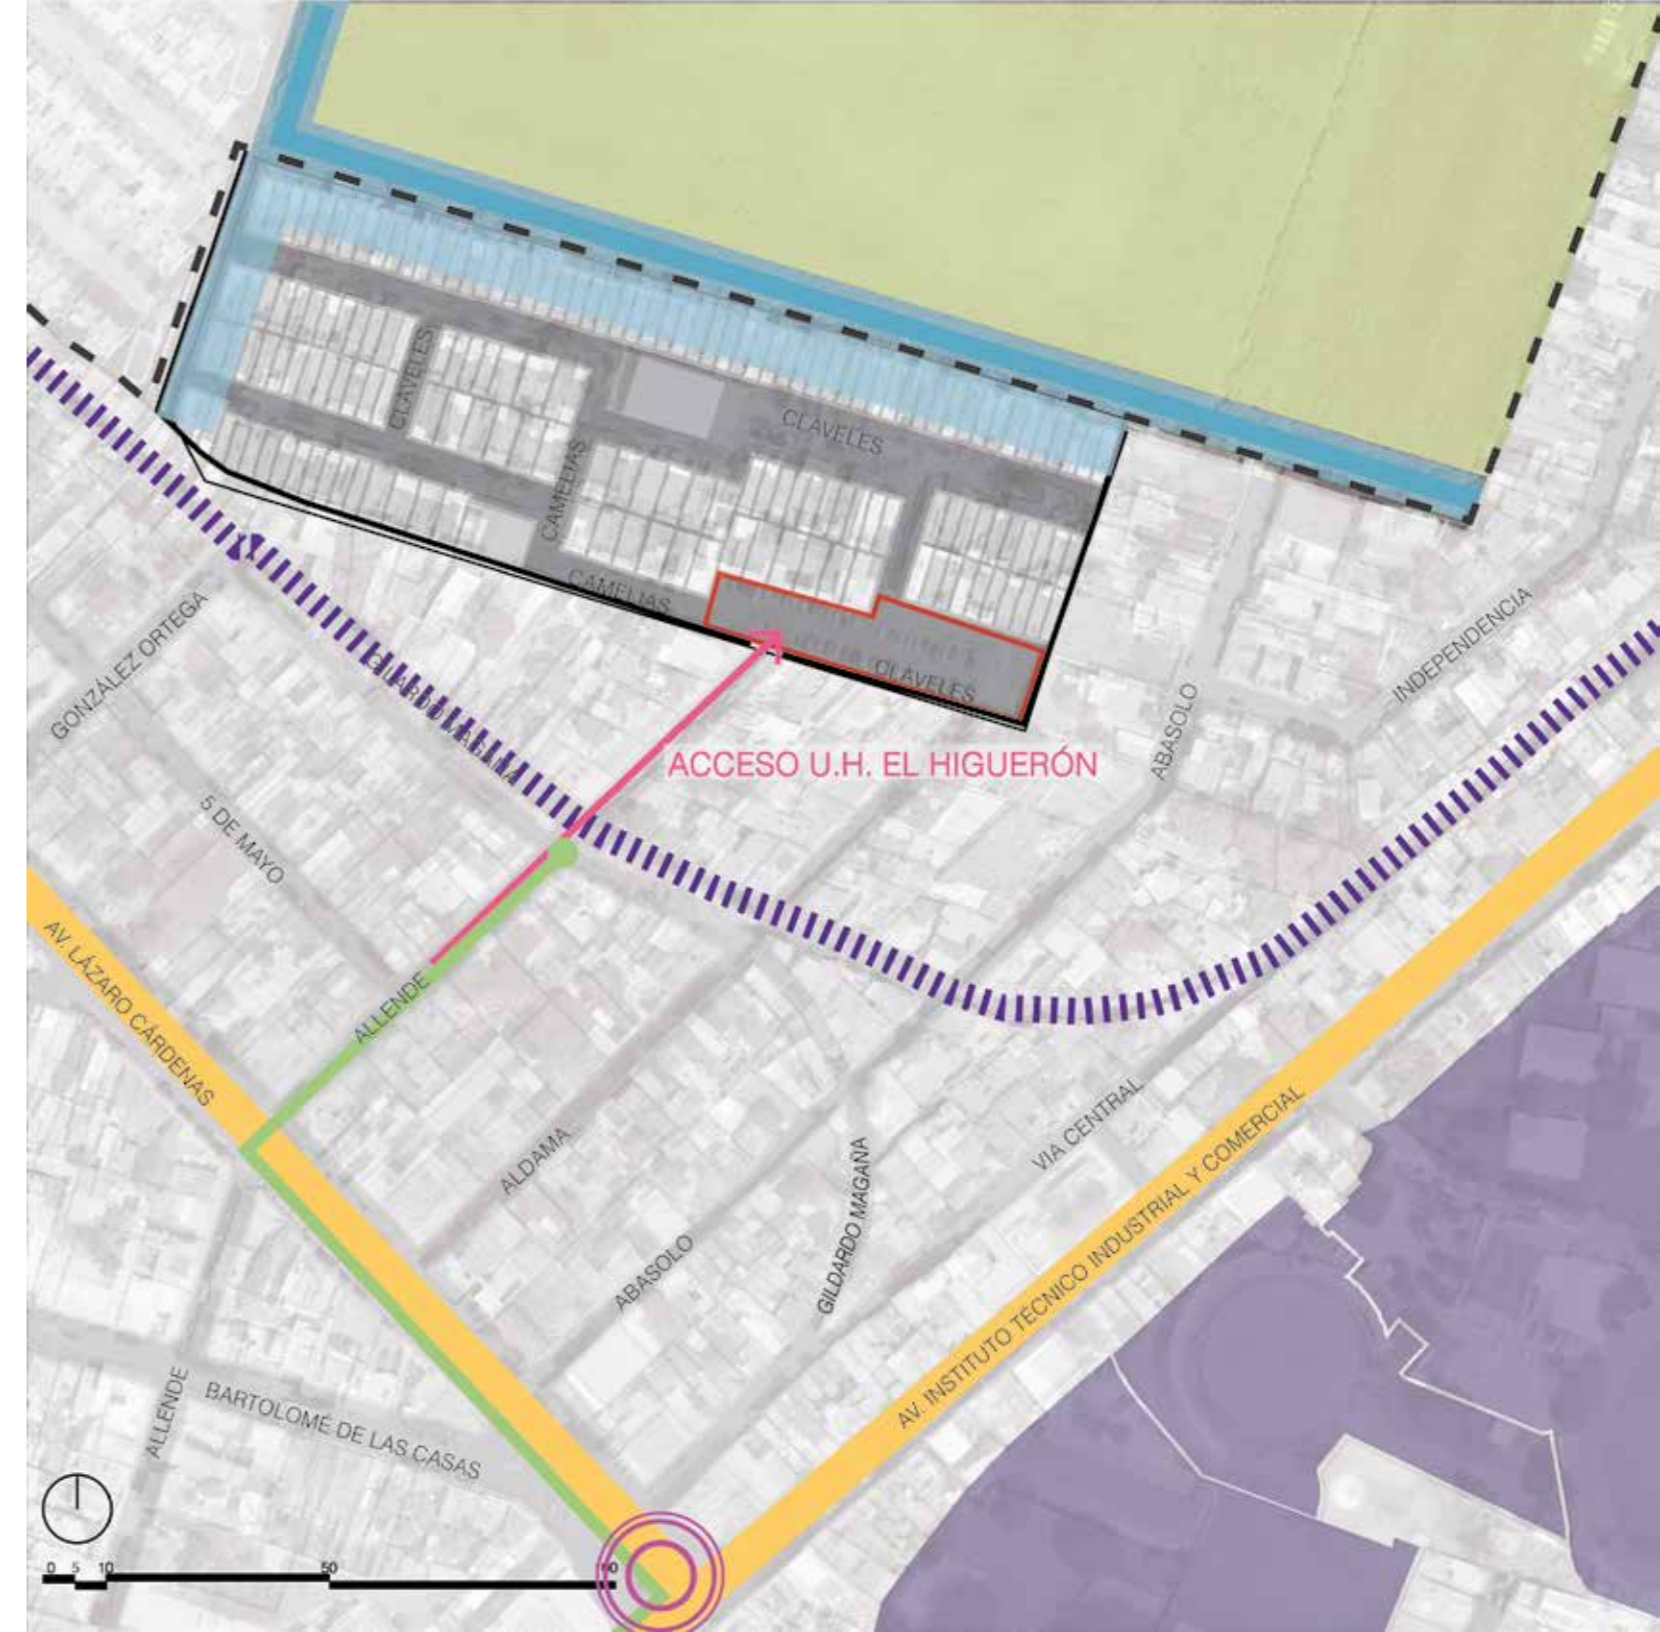 CLAVELES
CLAVELES
CAMELIAS
CAMELIAS
CLAVELES
GONZÁLEZ ORTEGA
INDEPENDENCIA
ABASOLO
ACCESO U.H. EL HIGUERÓN
5 DE MAYO
AV. LÁZARO CÁRDENAS
ALLENDE
ALDAMA
VIA CENTRAL
ABASOLO
GILDARDO MAGAÑA
AV. INSTITUTO TÉCNICO INDUSTRIAL Y COMERCIAL
ALLENDE
BARTOLOMÉ DE LAS CASAS
0 5 10 50